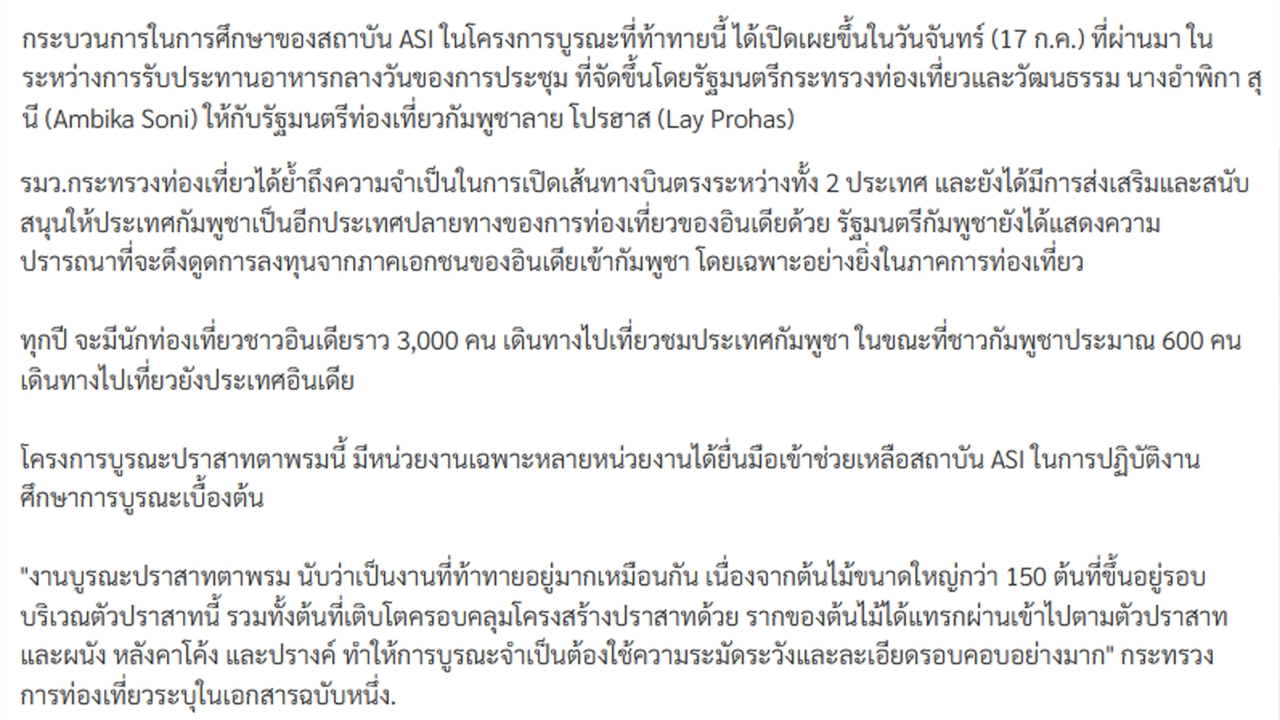 กระบวนการในการศึกษาของสถาบัน ASI ในโครงการบูรณะที่ท้าทายนี้ ได้เปิดเผยขึ้นในวันจันทร์ (17 ก.ค.) ที่ผ่านมา ใน
ระหว่างการรับประทานอาหารกลางวันของการประชุม ที่จัดขึ้นโดยรัฐมนตรีกระทรวงท่องเที่ยวและวัฒนธรรม นางอำพิกา สุ
นี (Ambika Soni) ให้กับรัฐมนตรีท่องเที่ยวกัมพูชาลาย โปรฮาส (Lay Prohas)
รมว.กระทรวงท่องเที่ยวได้ย้ำถึงความจำเป็นในการเปิดเส้นทางบินตรงระหว่างทั้ง 2 ประเทศ และยังได้มีการส่งเสริมและสนับ
สนุนให้ประเทศกัมพูชาเป็นอีกประเทศปลายทางของการท่องเที่ยวของอินเดียด้วย รัฐมนตรีกัมพูชายังได้แสดงความ
ปรารถนาที่จะดึงดูดการลงทุนจากภาคเอกชนของอินเดียเข้ากัมพูชา โดยเฉพาะอย่างยิ่งในภาคการท่องเที่ยว
ทุกปี จะมีนักท่องเที่ยวชาวอินเดียราว 3,000 คน เดินทางไปเที่ยวชมประเทศกัมพูชา ในขณะที่ชาวกัมพูชาประมาณ 600 คน
เดินทางไปเที่ยวยังประเทศอินเดีย
โครงการบูรณะปราสาทตาพรมนี้ มีหน่วยงานเฉพาะหลายหน่วยงานได้ยื่นมือเข้าช่วยเหลือสถาบัน ASI ในการปฏิบัติงาน
ศึกษาการบูรณะเบื้องต้น
"งานบูรณะปราสาทตาพรม นับว่าเป็นงานที่ท้าทายอยู่มากเหมือนกัน เนื่องจากต้นไม้ขนาดใหญ่กว่า 150 ต้นที่ขึ้นอยู่รอบ
บริเวณตัวปราสาทนี้ รวมทั้งต้นที่เติบโตครอบคลุมโครงสร้างปราสาทด้วย รากของต้นไม้ได้แทรกผ่านเข้าไปตามตัวปราสาท
และผนัง หลังคาโค้ง และปรางค์ ทำให้การบูรณะจำเป็นต้องใช้ความระมัดระวังและละเอียดรอบคอบอย่างมาก" กระทรวง
การท่องเที่ยวระบุในเอกสารฉบับหนึ่ง.